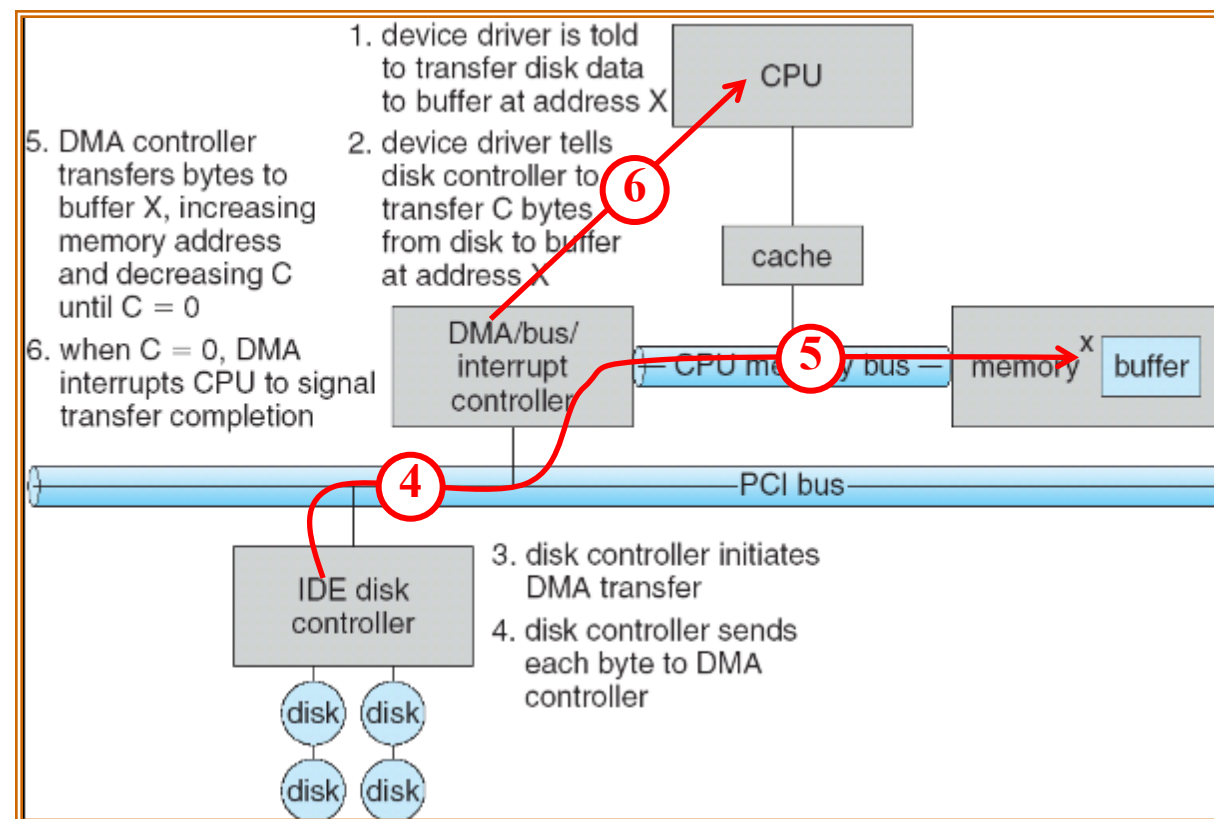 1. device driver is told
to transfer disk data
to buffer at address X
2. device driver tells
disk controller to
transfer C bytes
from disk to buffer
at address X
5. DMA controller
transfers bytes to
buffer X, increasing
memory address
and decreasing C
until C = 0
6. when C = 0, DMA
interrupts CPU to signal
transfer completion
CPU
6
cache
DMA/bus/
interrupt
controller
CPU memory bus
5
memory
X
buffer
4
PCI bus
IDE disk
controller
3. disk controller initiates
DMA transfer
4. disk controller sends
each byte to DMA
controller
disk disk
disk disk